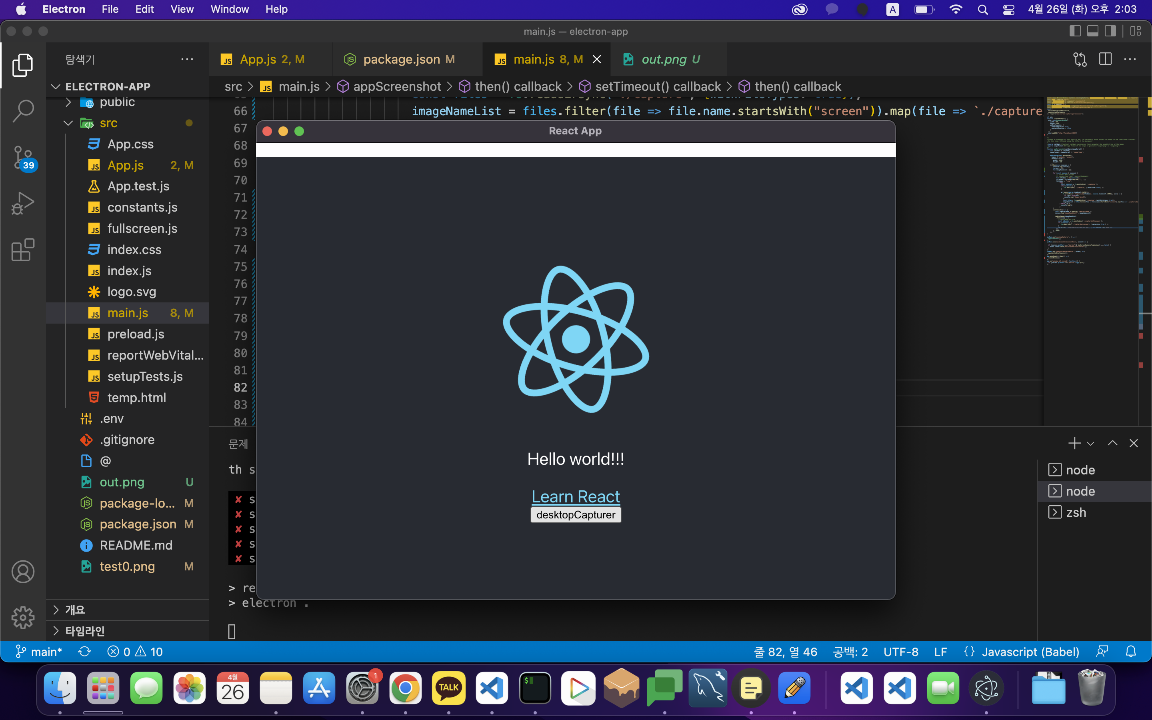 Electron File Edit View Window Help A 4월 26일 (화) 오후 2:03
main.js — electron-app
탐색기 ···
App.js 2, M package.json M main.js 8, M out.png U
ELECTRON-APP
src > main.js > appScreenshot > then() callback > setTimeout() callback > then() callback
public
66 imageNameList = files.filter(file => file.name.startsWith("screen")).map(file => `./capture
src
67
React App
App.css
68
App.js 2, M
69
App.test.js
70
constants.js
71
fullscreen.js
72
73
index.css
74
index.js
75
logo.svg
76
77
main.js 8, M
78
preload.js
79
reportWebVital...
80
setupTests.js
81
82
temp.html
83
.env
84
.gitignore
문제
@
Hello world!!!
th s
node
out.png U
node
Learn React
package-lo... M
✘ s
desktopCapturer
zsh
✘ s
package.json M
✘ s
README.md
✘ s
✘ s
test0.png M
> re
> electron .
개요
타임라인
main* 0 10 줄 82, 열 46 공백: 2 UTF-8 LF {} Javascript (Babel)
4월
26
1
TALK
$
39